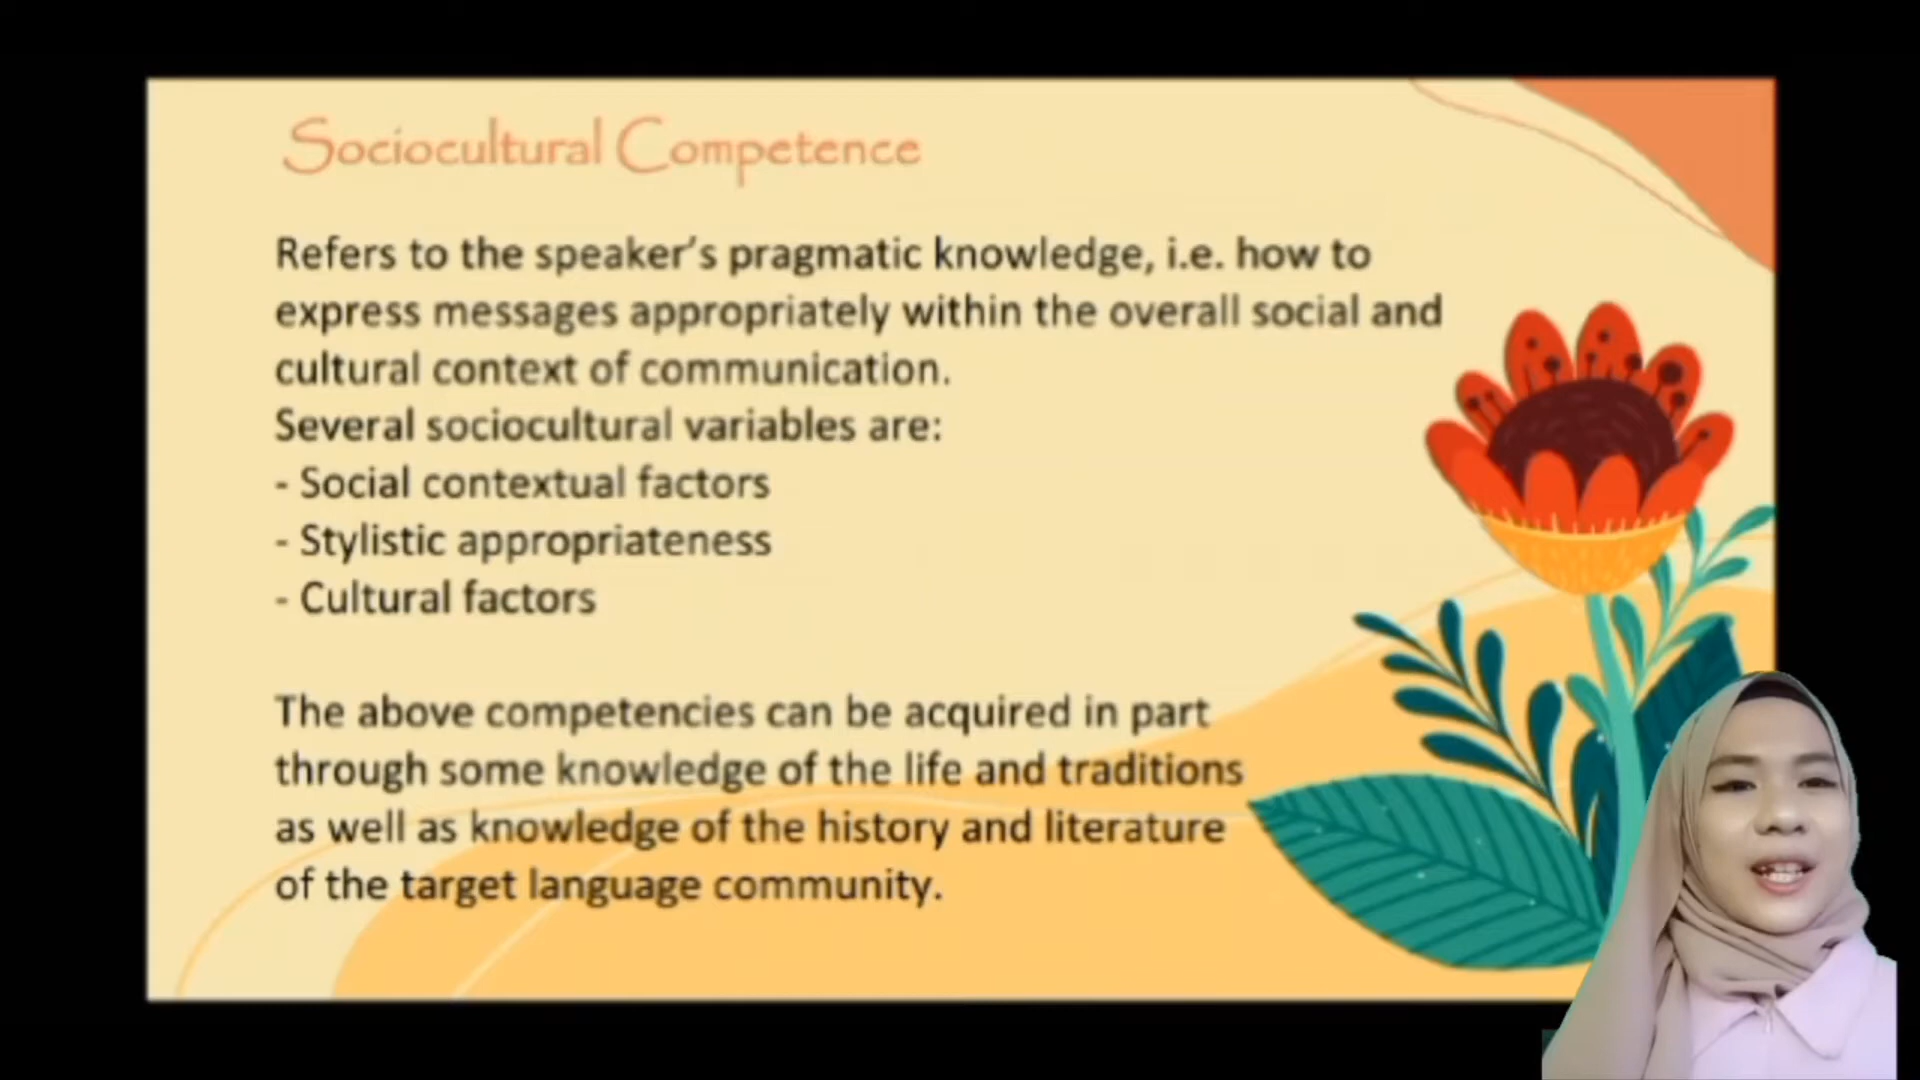 Sociocultural Competence
Refers to the speaker’s pragmatic knowledge, i.e. how to
express messages appropriately within the overall social and
cultural context of communication.
Several sociocultural variables are:
- Social contextual factors
- Stylistic appropriateness
- Cultural factors
The above competencies can be acquired in part
through some knowledge of the life and traditions
as well as knowledge of the history and literature
of the target language community.